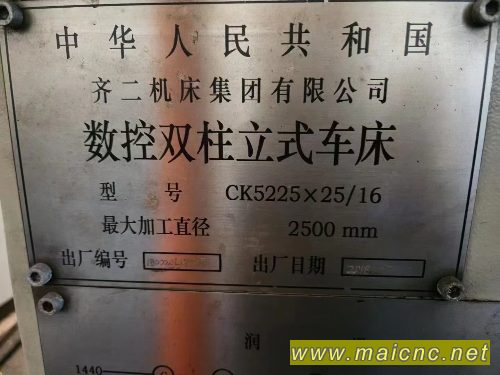 中华人民共和国
齐二机床集团有限公司
数控双柱立式车床
型 号 CK5225×25/16
最大加工直径 2500 mm
出厂编号 出厂日期
润
1440
www.maicnc.net